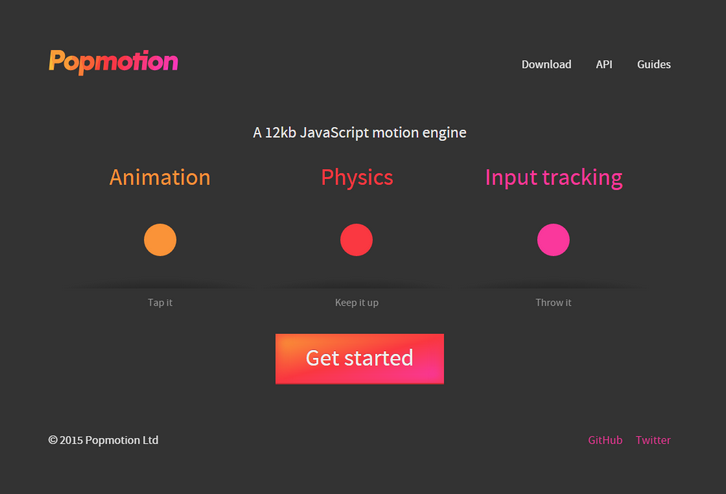 Popmotion
Download API Guides
A 12kb JavaScript motion engine
Animation Physics Input tracking
Tap it Keep it up Throw it
Get started
© 2015 Popmotion Ltd GitHub Twitter